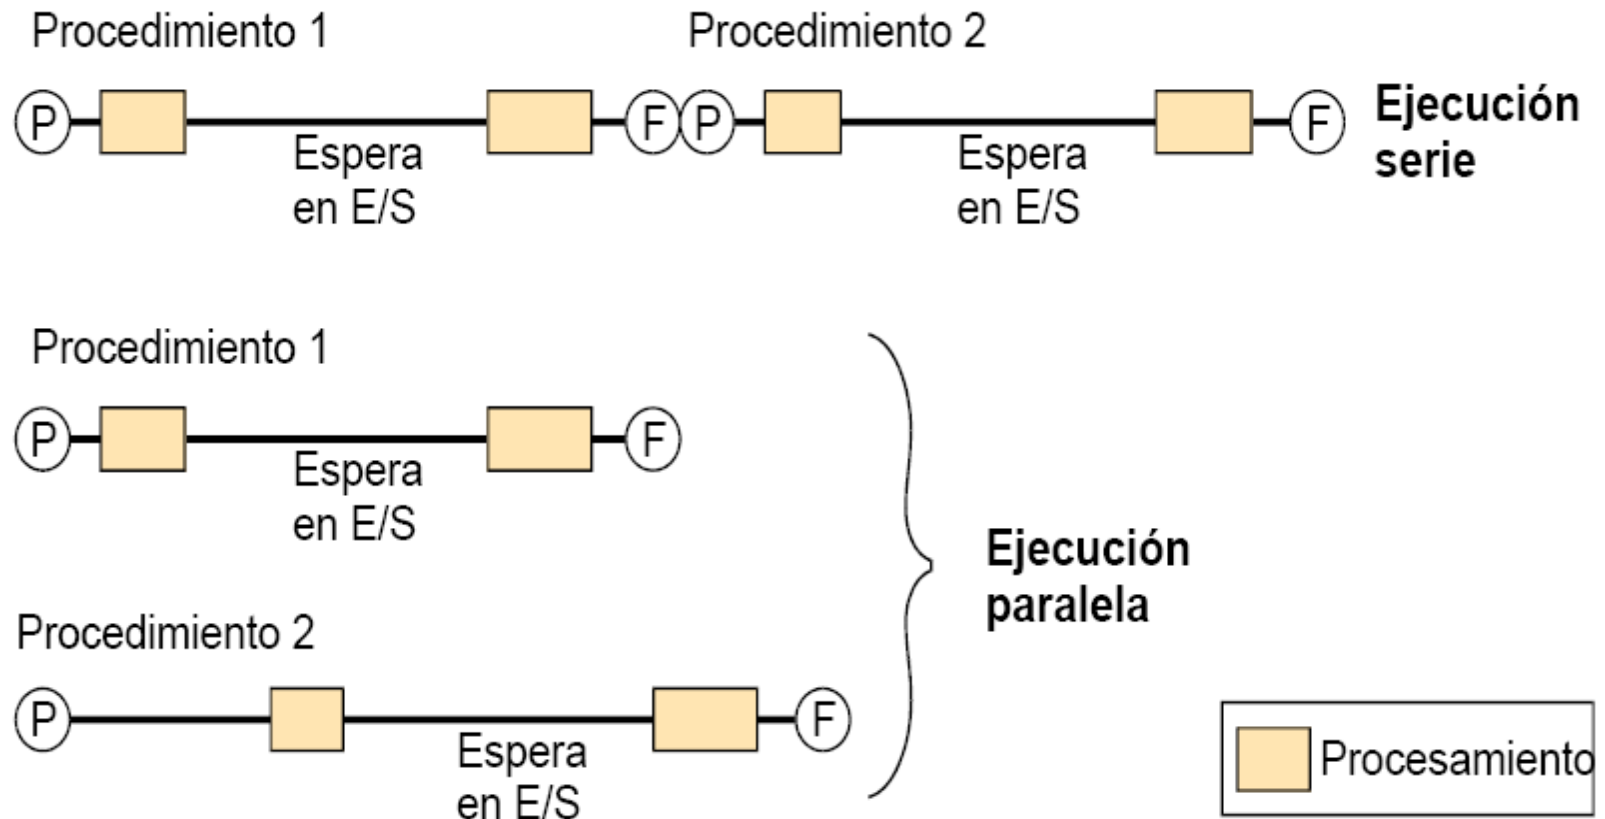 Procedimiento 1
Procedimiento 2
P
F
P
F
Espera
en E/S
Espera
en E/S
Ejecución
serie
Procedimiento 1
P
F
Espera
en E/S
Procedimiento 2
P
F
Espera
en E/S
Ejecución
paralela
Procesamiento